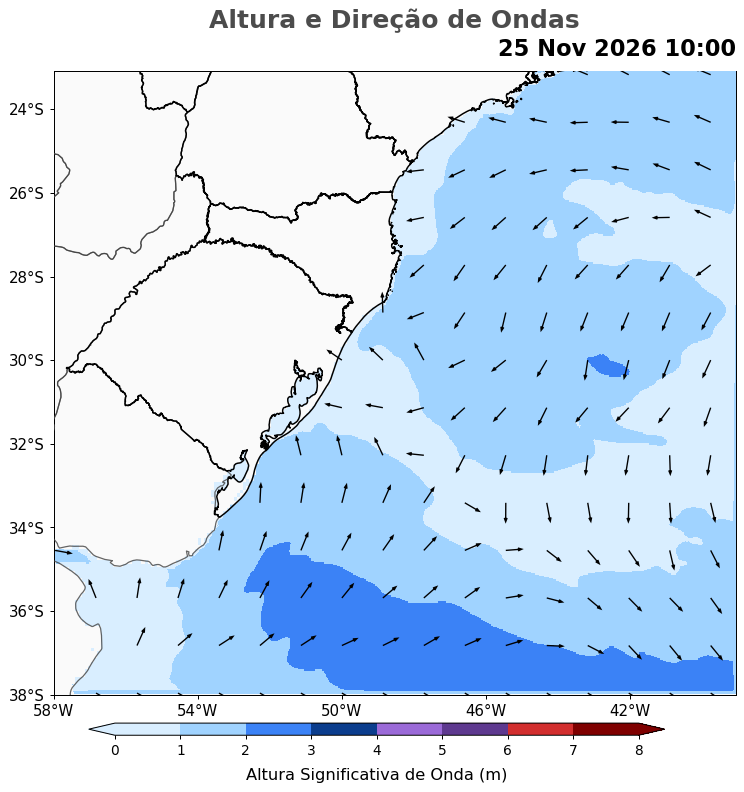 Altura e Direção de Ondas
25 Nov 2026 10:00
24°S
26°S
28°S
30°S
32°S
34°S
36°S
38°S
58°W 54°W 50°W 46°W 42°W
0 1 2 3 4 5 6 7 8
Altura Significativa de Onda (m)